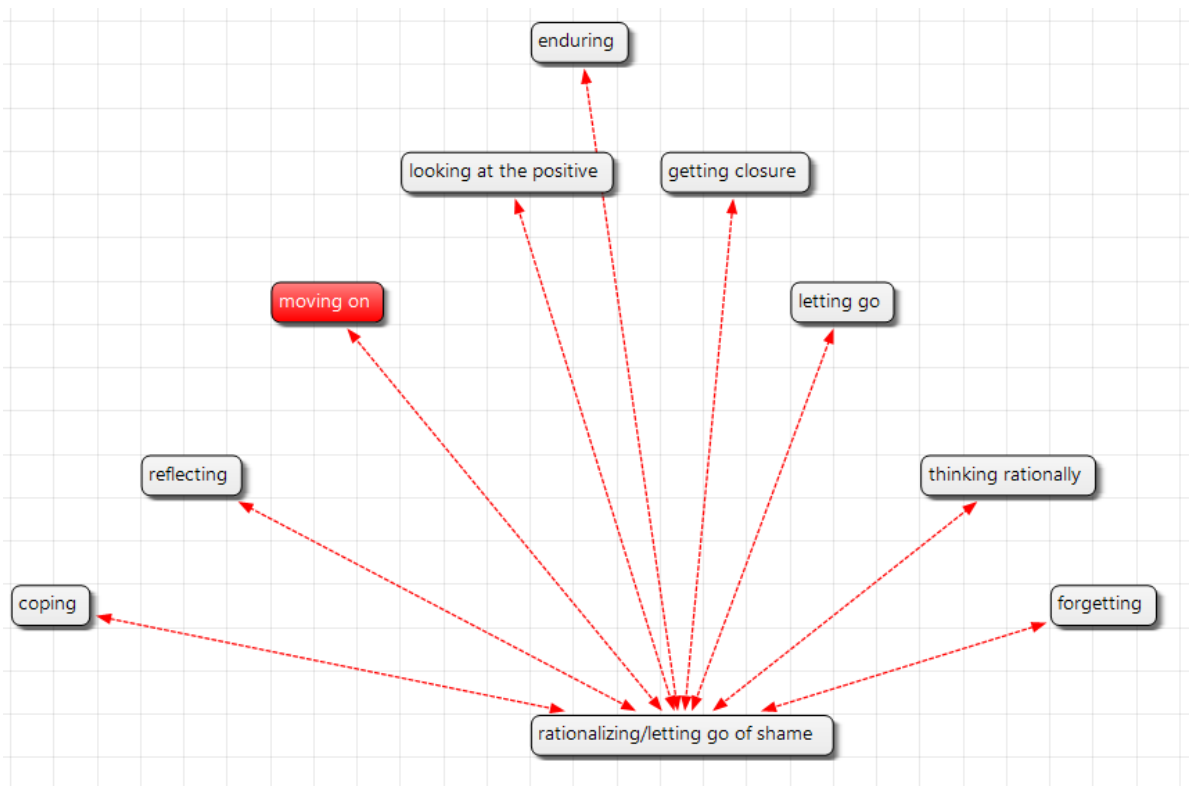 enduring
looking at the positive
getting closure
moving on
letting go
reflecting
thinking rationally
coping
forgetting
rationalizing/letting go of shame